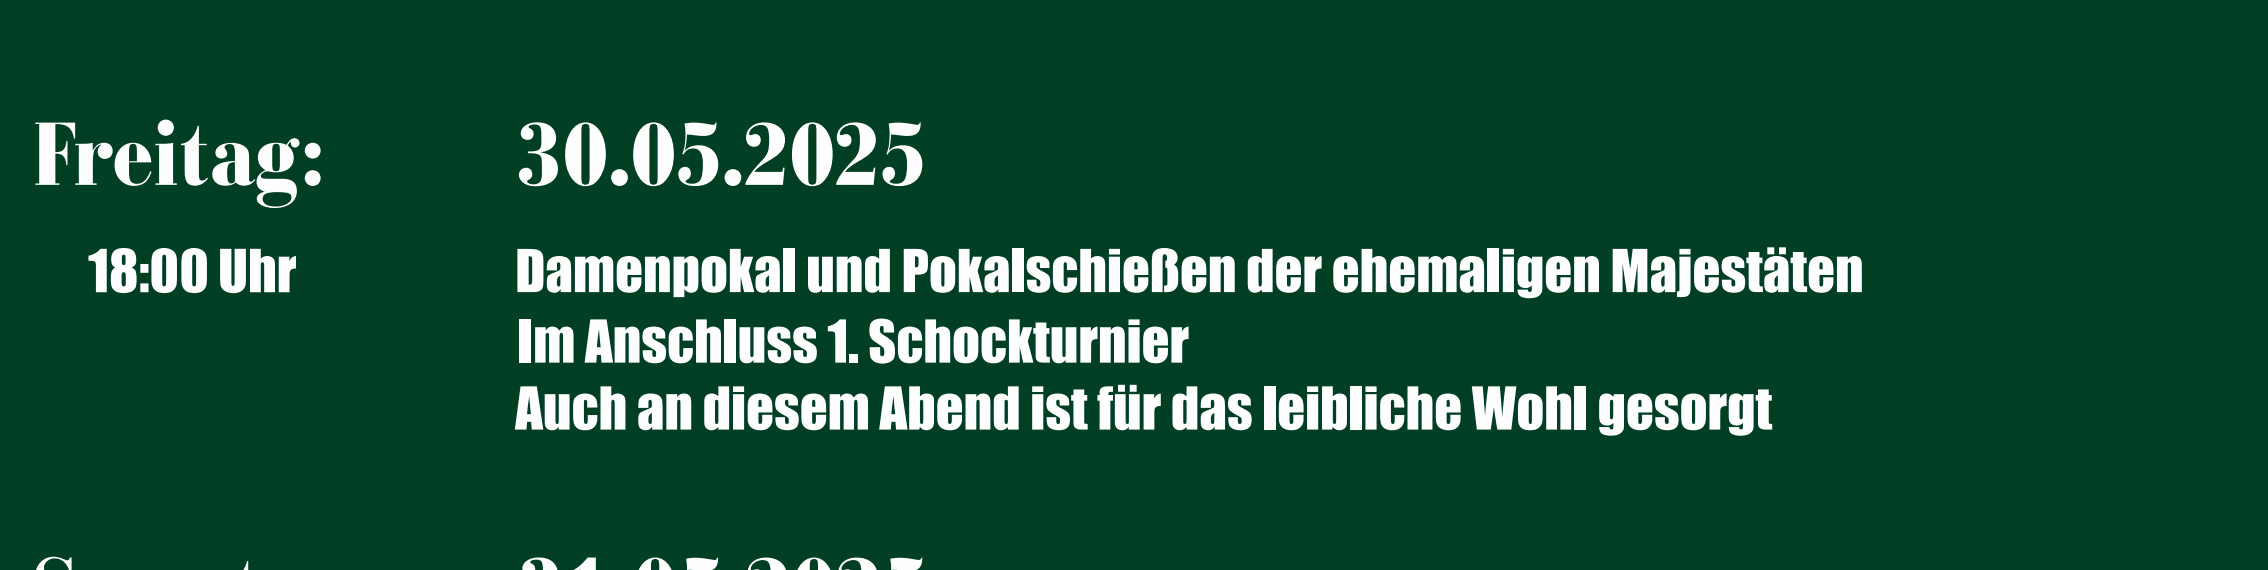 Freitag: 30.05.2025
18:00 Uhr Damenpokal und Pokalschießen der ehemaligen Majestäten
Im Anschluss 1. Schockturnier
Auch an diesem Abend ist für das leibliche Wohl gesorgt